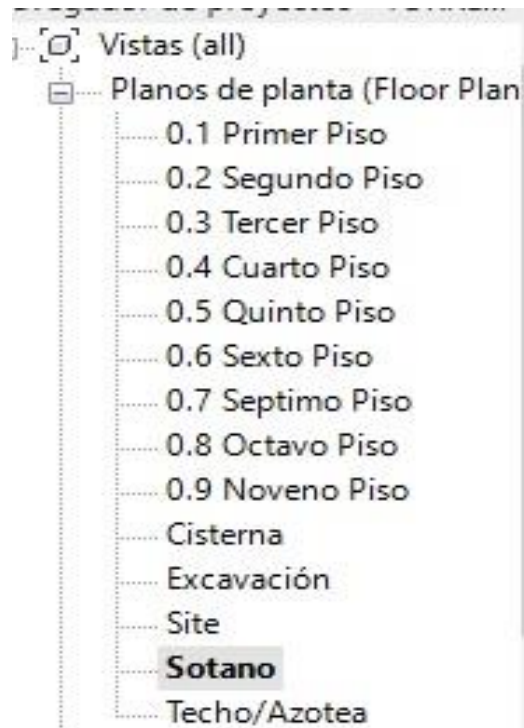 Vistas (all)
Planos de planta (Floor Plan
0.1 Primer Piso
0.2 Segundo Piso
0.3 Tercer Piso
0.4 Cuarto Piso
0.5 Quinto Piso
0.6 Sexto Piso
0.7 Septimo Piso
0.8 Octavo Piso
0.9 Noveno Piso
Cisterna
Excavación
Site
Sotano
Techo/Azotea